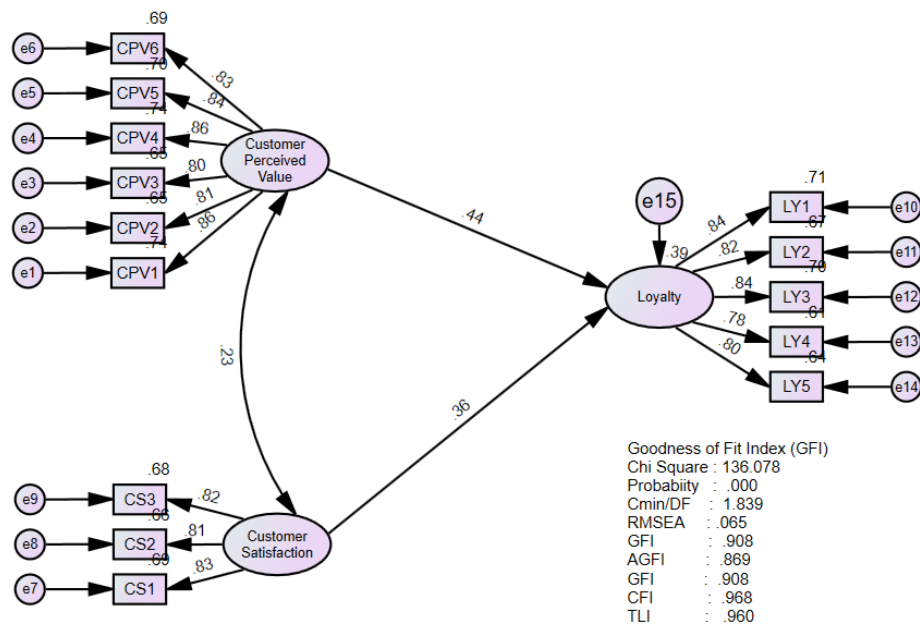 .69
e6 CPV6
.83
.70
e5 CPV5
.84
.74
e4 CPV4
.86
.65
e3 CPV3
.80
.65
e2 CPV2
.81
.74
e1 CPV1
.86
Customer
Perceived
Value
.44
.23
.36
e15
.39
Loyalty
.71
.84 LY1 e10
.67
.82 LY2 e11
.70
.84 LY3 e12
.61
.78 LY4 e13
.64
.80 LY5 e14
.68
e9 CS3
.82
.66
e8 CS2
.81
.69
e7 CS1
.83
Customer
Satisfaction
Goodness of Fit Index (GFI)
Chi Square : 136.078
Probabiity : .000
Cmin/DF : 1.839
RMSEA : .065
GFI : .908
AGFI : .869
GFI : .908
CFI : .968
TLI : .960